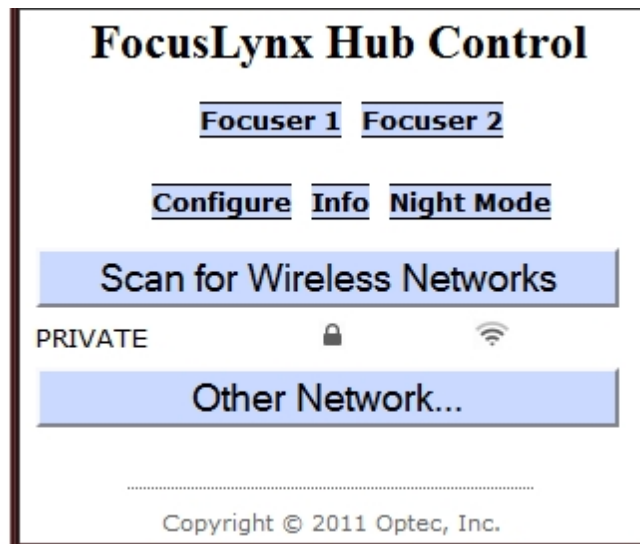 FocusLynx Hub Control
Focuser 1 Focuser 2
Configure Info Night Mode
Scan for Wireless Networks
PRIVATE
Other Network...
Copyright © 2011 Optec, Inc.